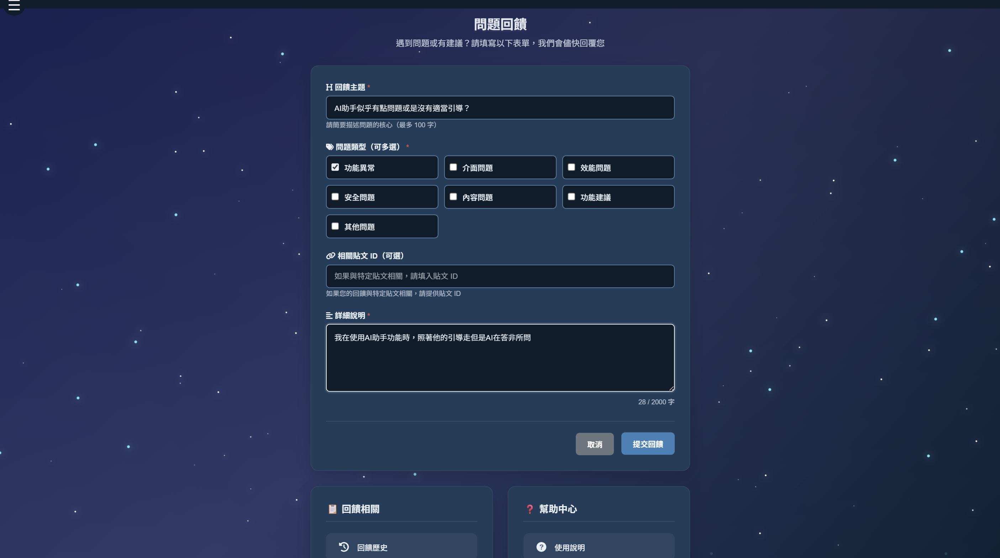 問題回饋
遇到問題或有建議？請填寫以下表單，我們會儘快回覆您
回饋主題 *
AI助手似乎有點問題或是沒有適當引導？
請簡要描述問題的核心（最多 100 字）
問題類型（可多選） *
功能異常
介面問題
效能問題
安全問題
內容問題
功能建議
其他問題
相關貼文 ID（可選）
如果與特定貼文相關，請填入貼文 ID
如果您的回饋與特定貼文相關，請提供貼文 ID
詳細說明 *
我在使用AI助手功能時，照著他的引導走但是AI在答非所問
28 / 2000 字
取消
提交回饋
📋 回饋相關
回饋歷史
❓ 幫助中心
使用說明